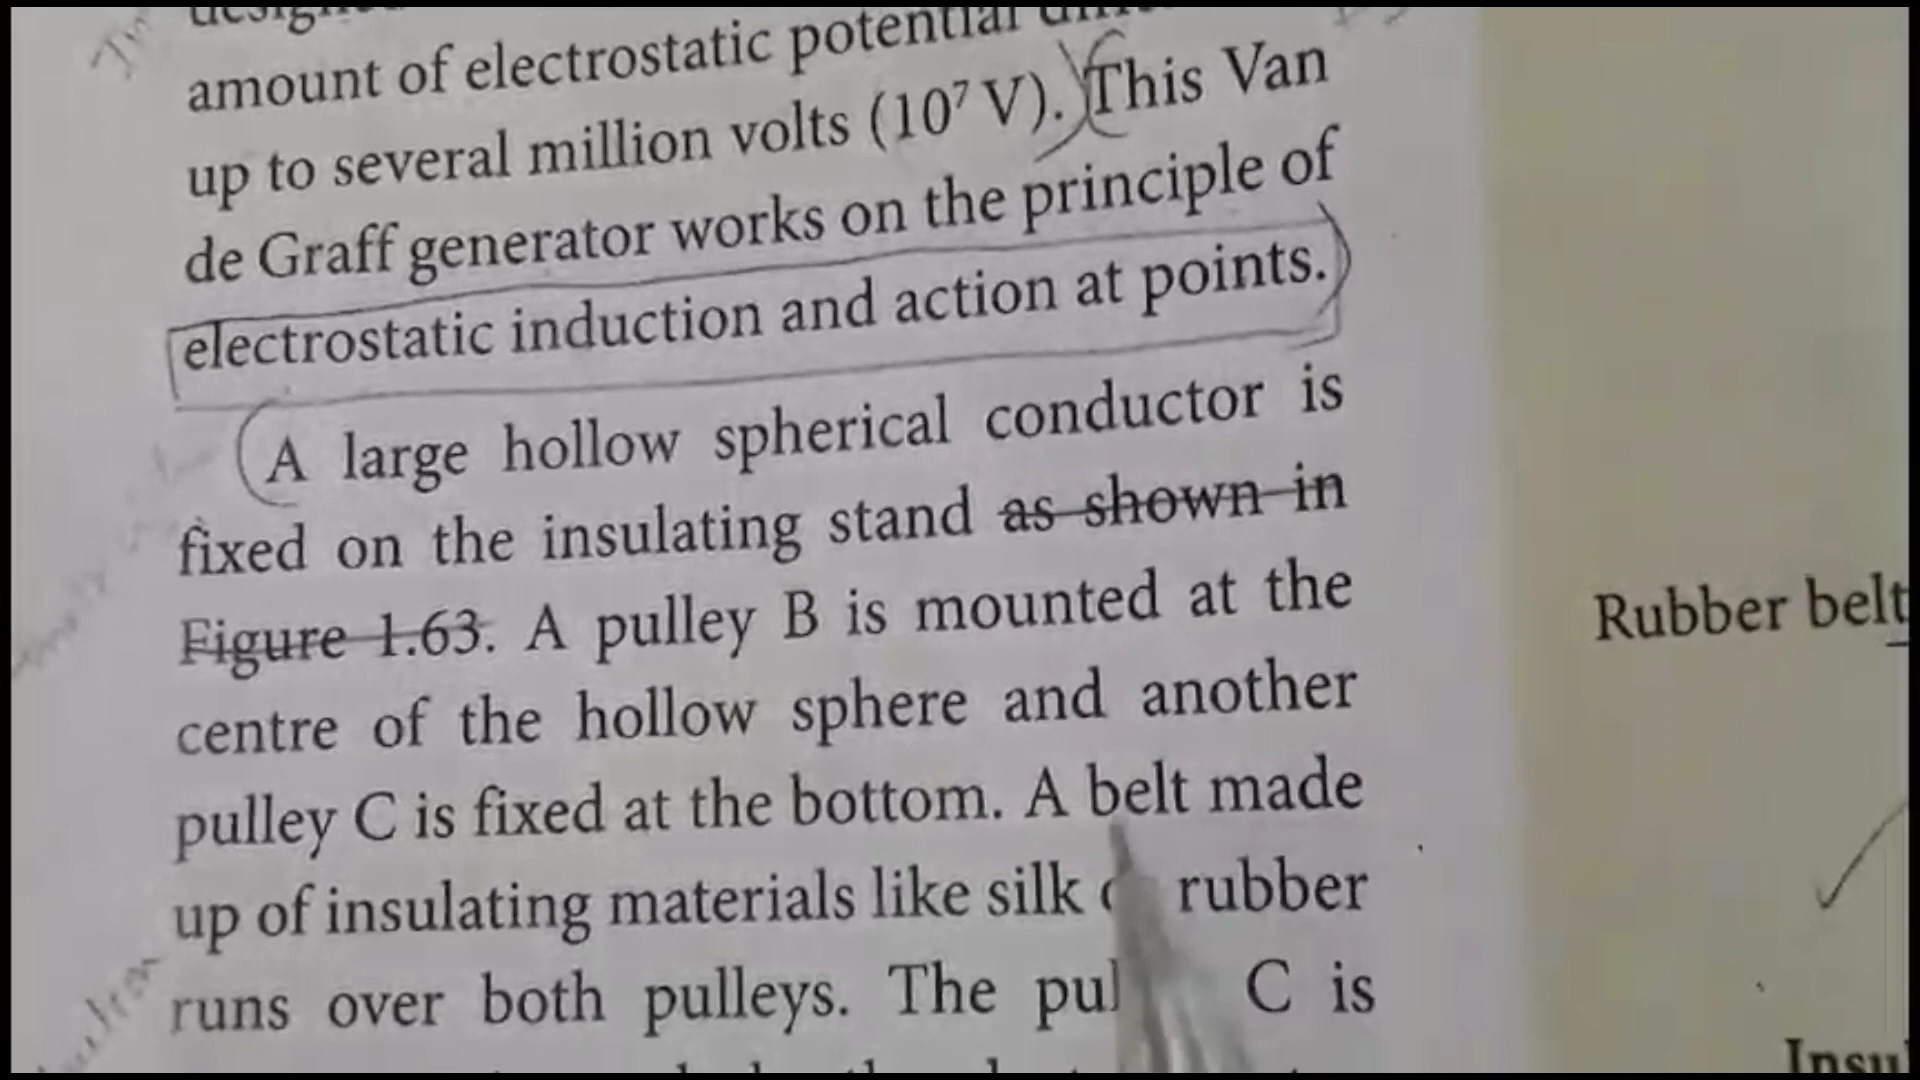 amount of electrostatic potential
up to several million volts (10⁷ V). This Van
de Graff generator works on the principle of
electrostatic induction and action at points.
A large hollow spherical conductor is
fixed on the insulating stand as shown in
Figure 1.63. A pulley B is mounted at the
centre of the hollow sphere and another
pulley C is fixed at the bottom. A belt made
up of insulating materials like silk rubber
runs over both pulleys. The C is
Rubber belt